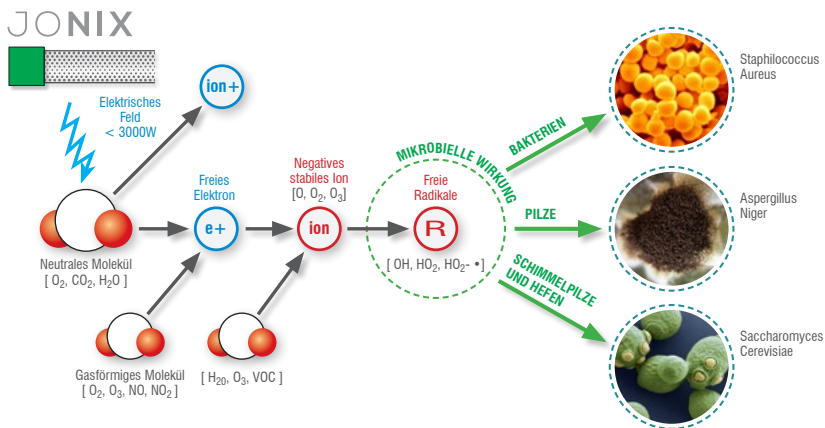 JONIX
Elektrisches
Feld
< 3000W
ion+
Neutrales Molekül
[ O₂, CO₂, H₂O ]
Freies
Elektron
e+
Negatives
stabiles Ion
[O, O₂, O₃]
ion
Gasförmiges Molekül
[ O₂, O₃, NO, NO₂ ]
[ H₂₀, O₃, VOC ]
MIKROBIELLE WIRKUNG
Freie
Radikale
R
[ OH, HO₂, HO₂- •]
BAKTERIEN
Staphilococcus
Aureus
PILZE
Aspergillus
Niger
SCHIMMELPILZE
UND HEFEN
Saccharomyces
Cerevisiae